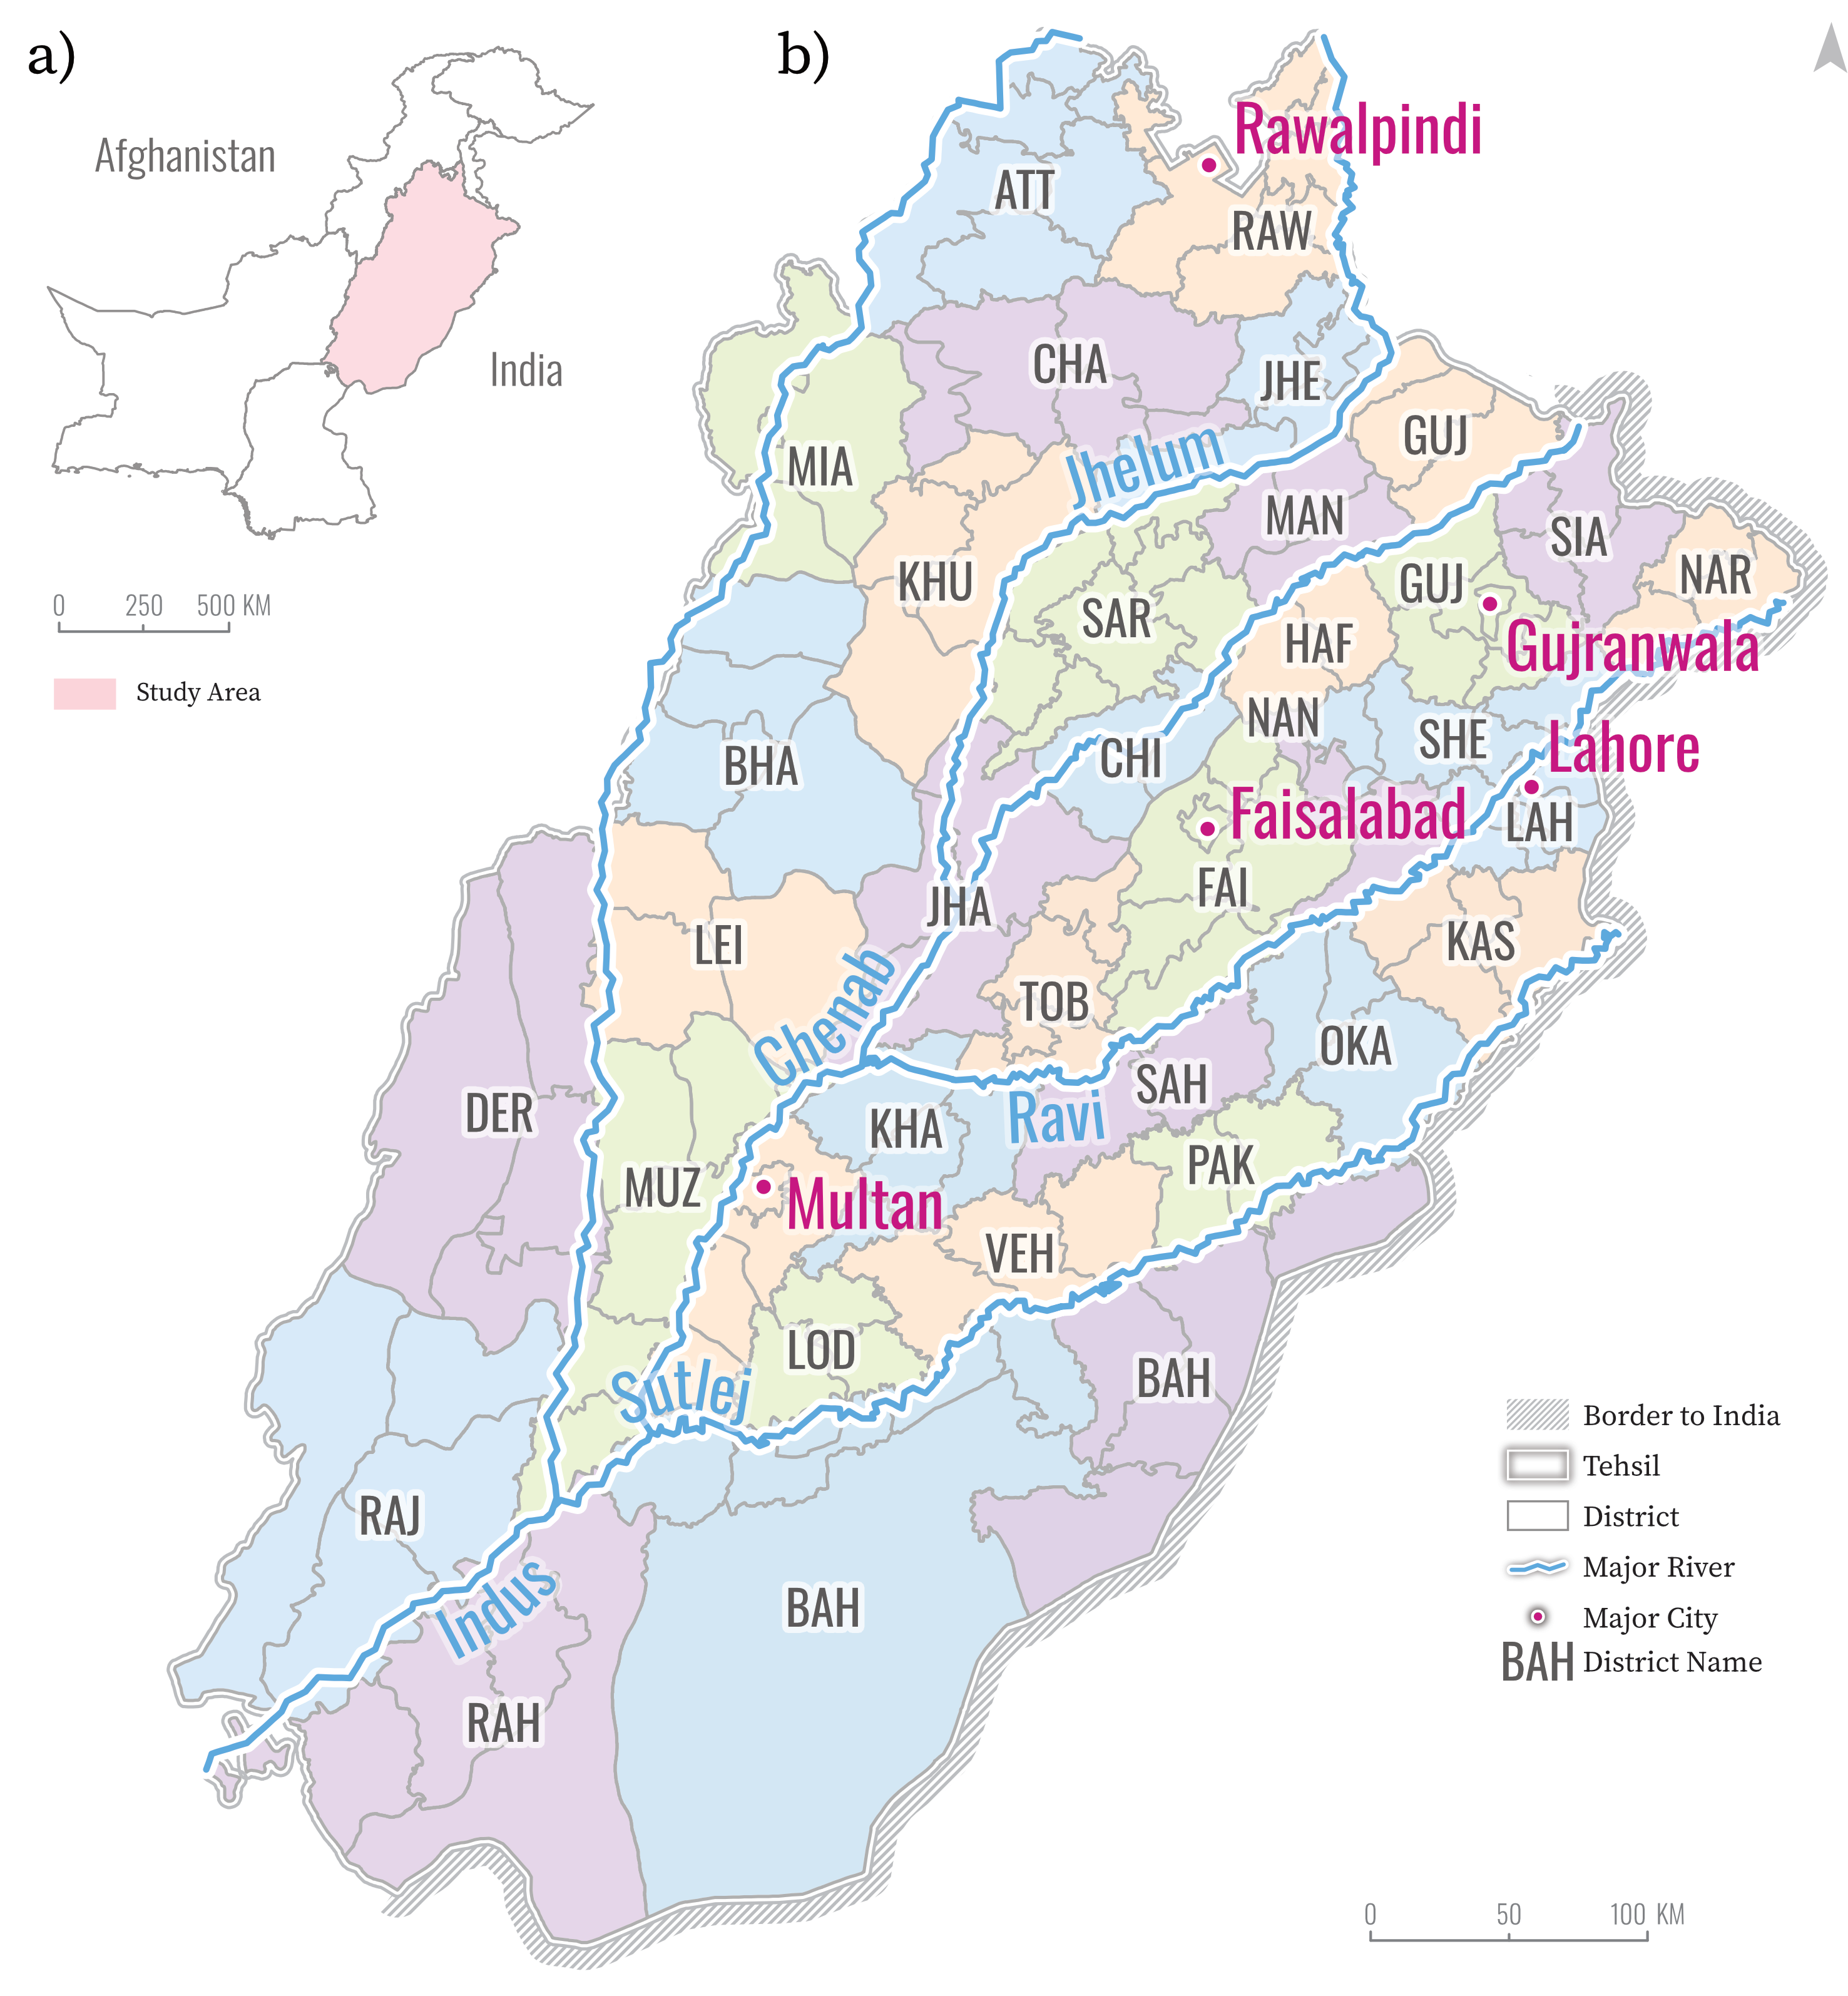 a)
Afghanistan
India
0 250 500 KM
Study Area
b)
Rawalpindi
ATT
RAW
CHA
JHE
GUJ
MIA
Jhelum
MAN
SIA
NAR
KHU
GUJ
SAR
HAF
Gujranwala
NAN
SHE
Lahore
BHA
CHI
Faisalabad
LAH
FAI
JHA
LEI
KAS
Chenab
TOB
OKA
DER
SAH
KHA
Ravi
PAK
MUZ
Multan
VEH
LOD
BAH
Sutlej
RAJ
Indus
BAH
RAH
Border to India
Tehsil
District
Major River
Major City
BAH District Name
0 50 100 KM